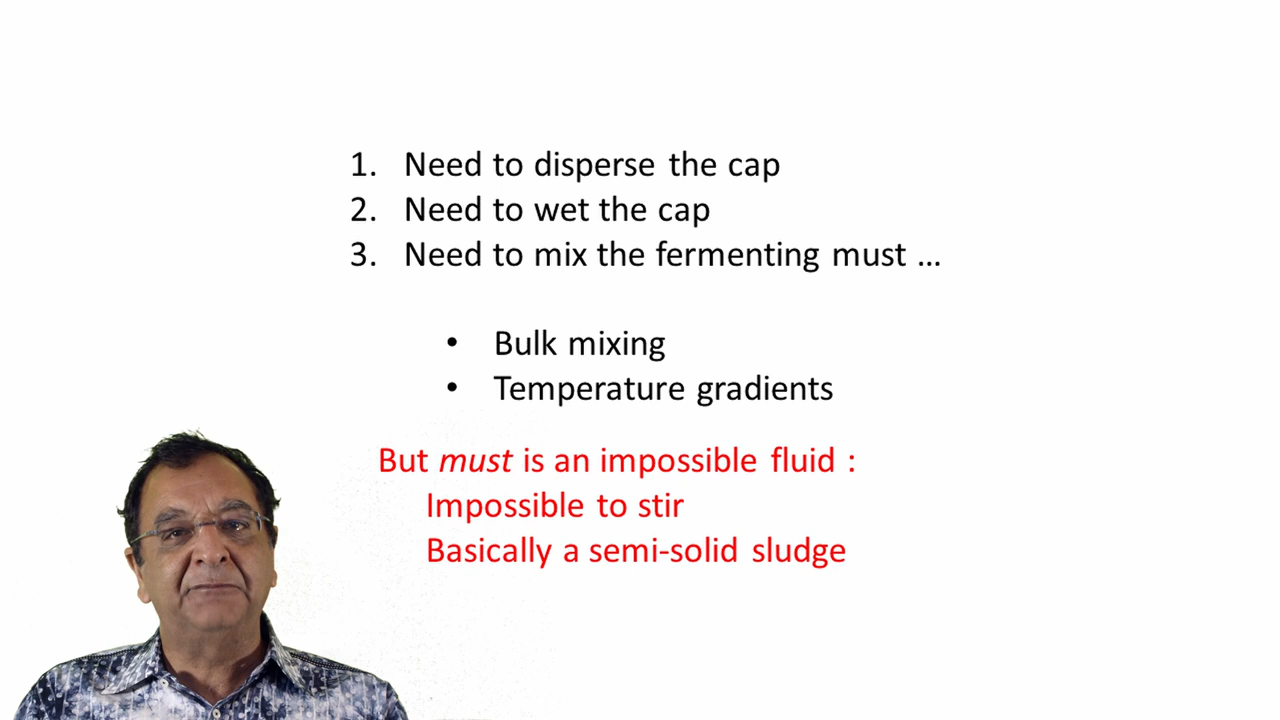 1. Need to disperse the cap
2. Need to wet the cap
3. Need to mix the fermenting must ...
• Bulk mixing
• Temperature gradients
But must is an impossible fluid :
Impossible to stir
Basically a semi-solid sludge